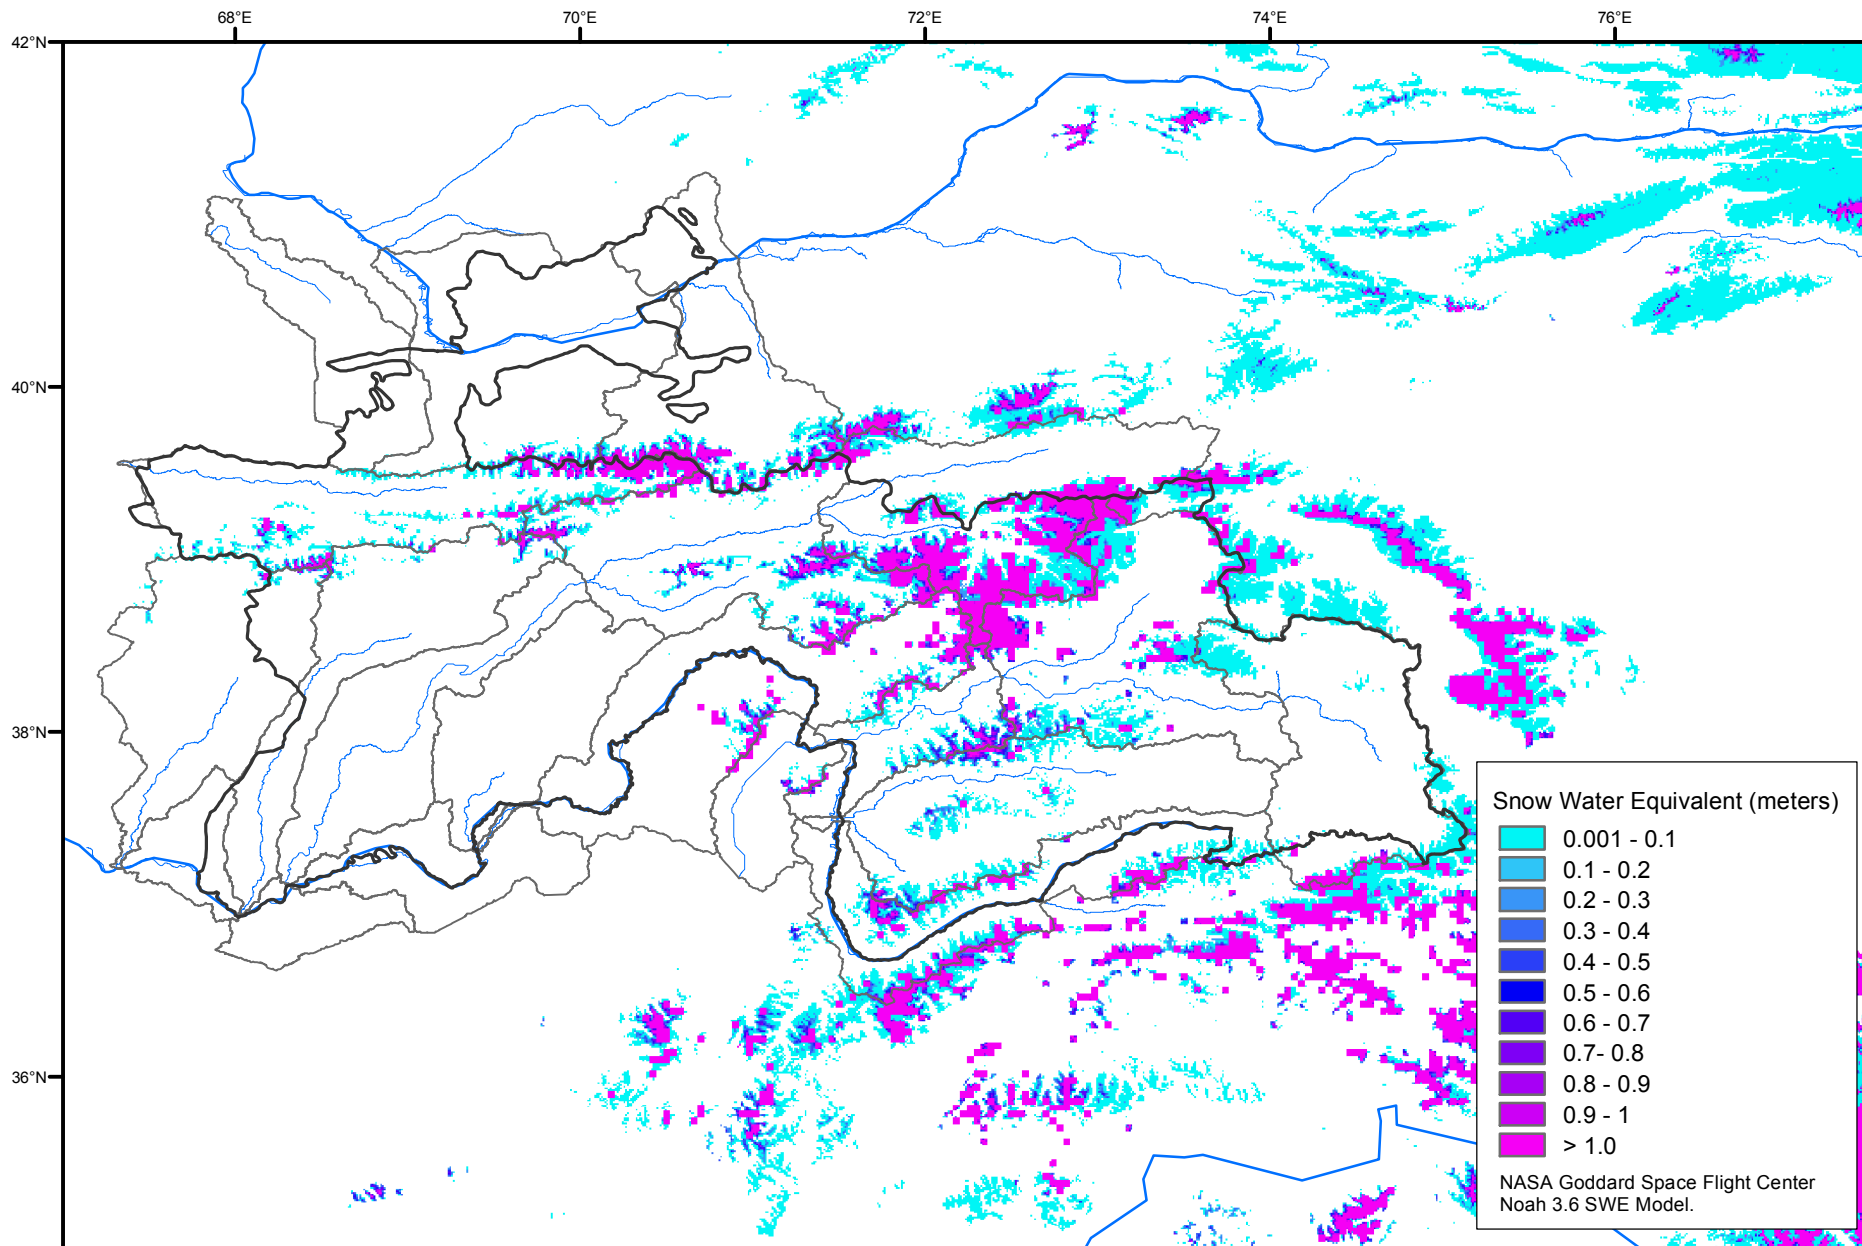 68°E
70°E
72°E
74°E
76°E
42°N
40°N
38°N
36°N
Snow Water Equivalent (meters)
0.001 - 0.1
0.1 - 0.2
0.2 - 0.3
0.3 - 0.4
0.4 - 0.5
0.5 - 0.6
0.6 - 0.7
0.7- 0.8
0.8 - 0.9
0.9 - 1
> 1.0
NASA Goddard Space Flight Center
Noah 3.6 SWE Model.